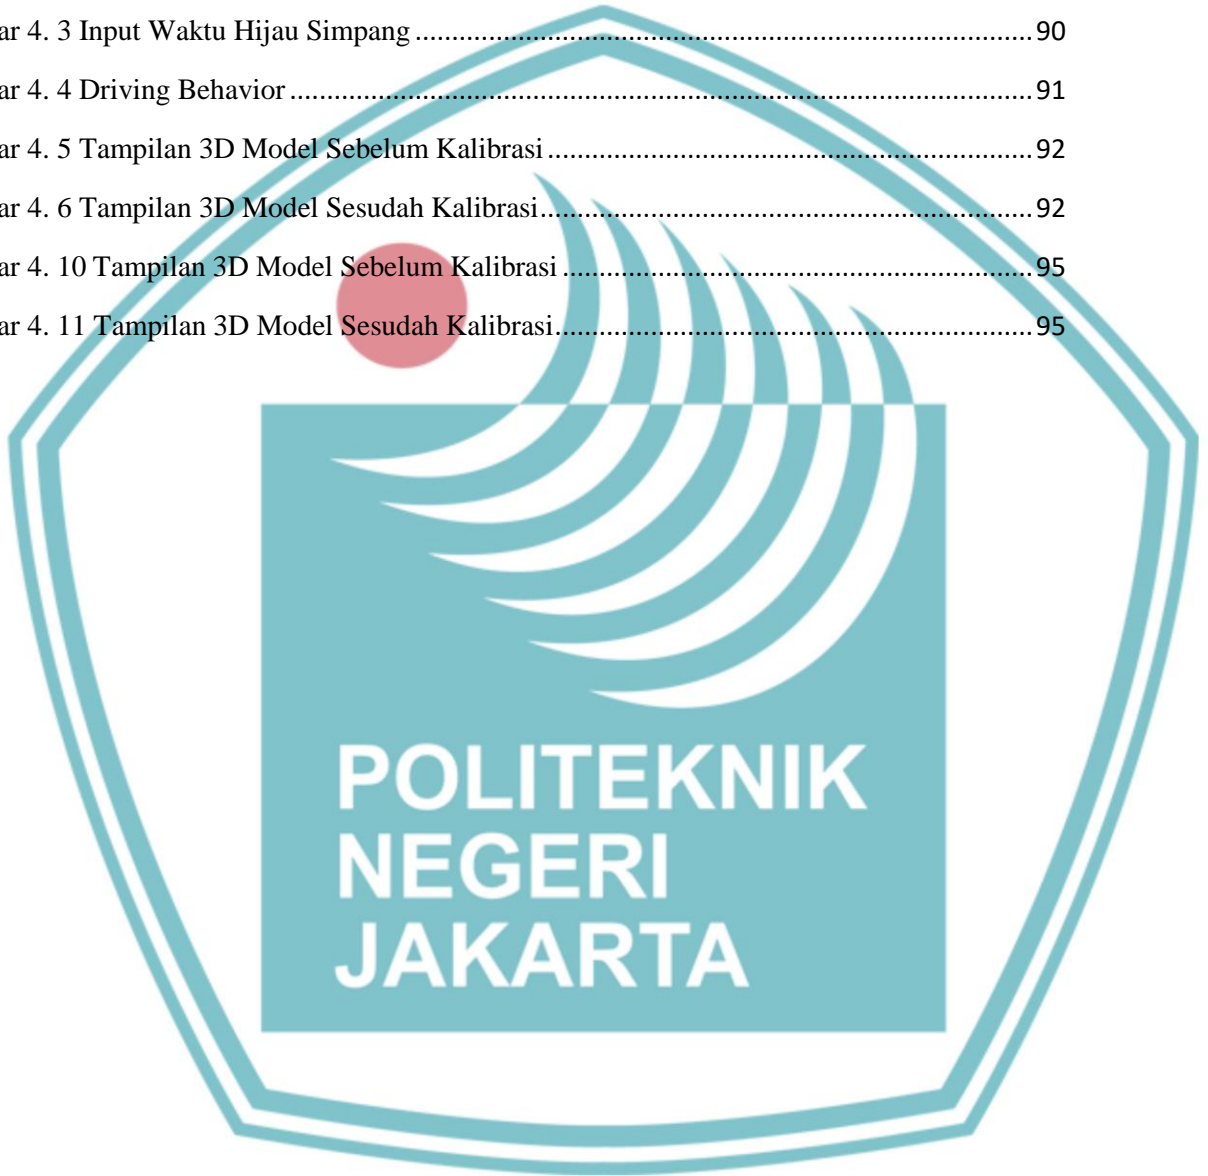 ar 4. 3 Input Waktu Hijau Simpang ........................................................................................ 90
ar 4. 4 Driving Behavior ........................................................................................................ 91
ar 4. 5 Tampilan 3D Model Sebelum Kalibrasi ..................................................................... 92
ar 4. 6 Tampilan 3D Model Sesudah Kalibrasi...................................................................... 92
ar 4. 10 Tampilan 3D Model Sebelum Kalibrasi ................................................................... 95
ar 4. 11 Tampilan 3D Model Sesudah Kalibrasi.................................................................... 95
POLITEKNIK
NEGERI
JAKARTA